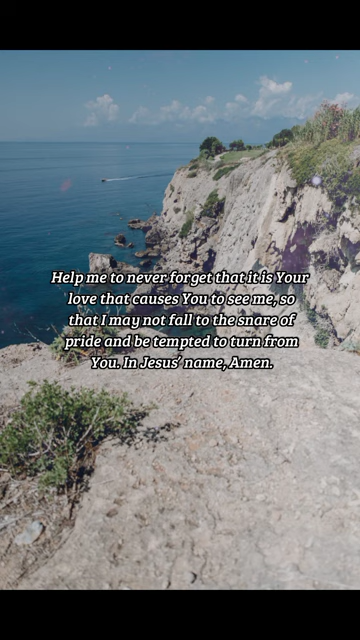 Help me to never forget that it is Your
love that causes You to see me, so
that I may not fall to the snare of
pride and be tempted to turn from
You. In Jesus' name, Amen.